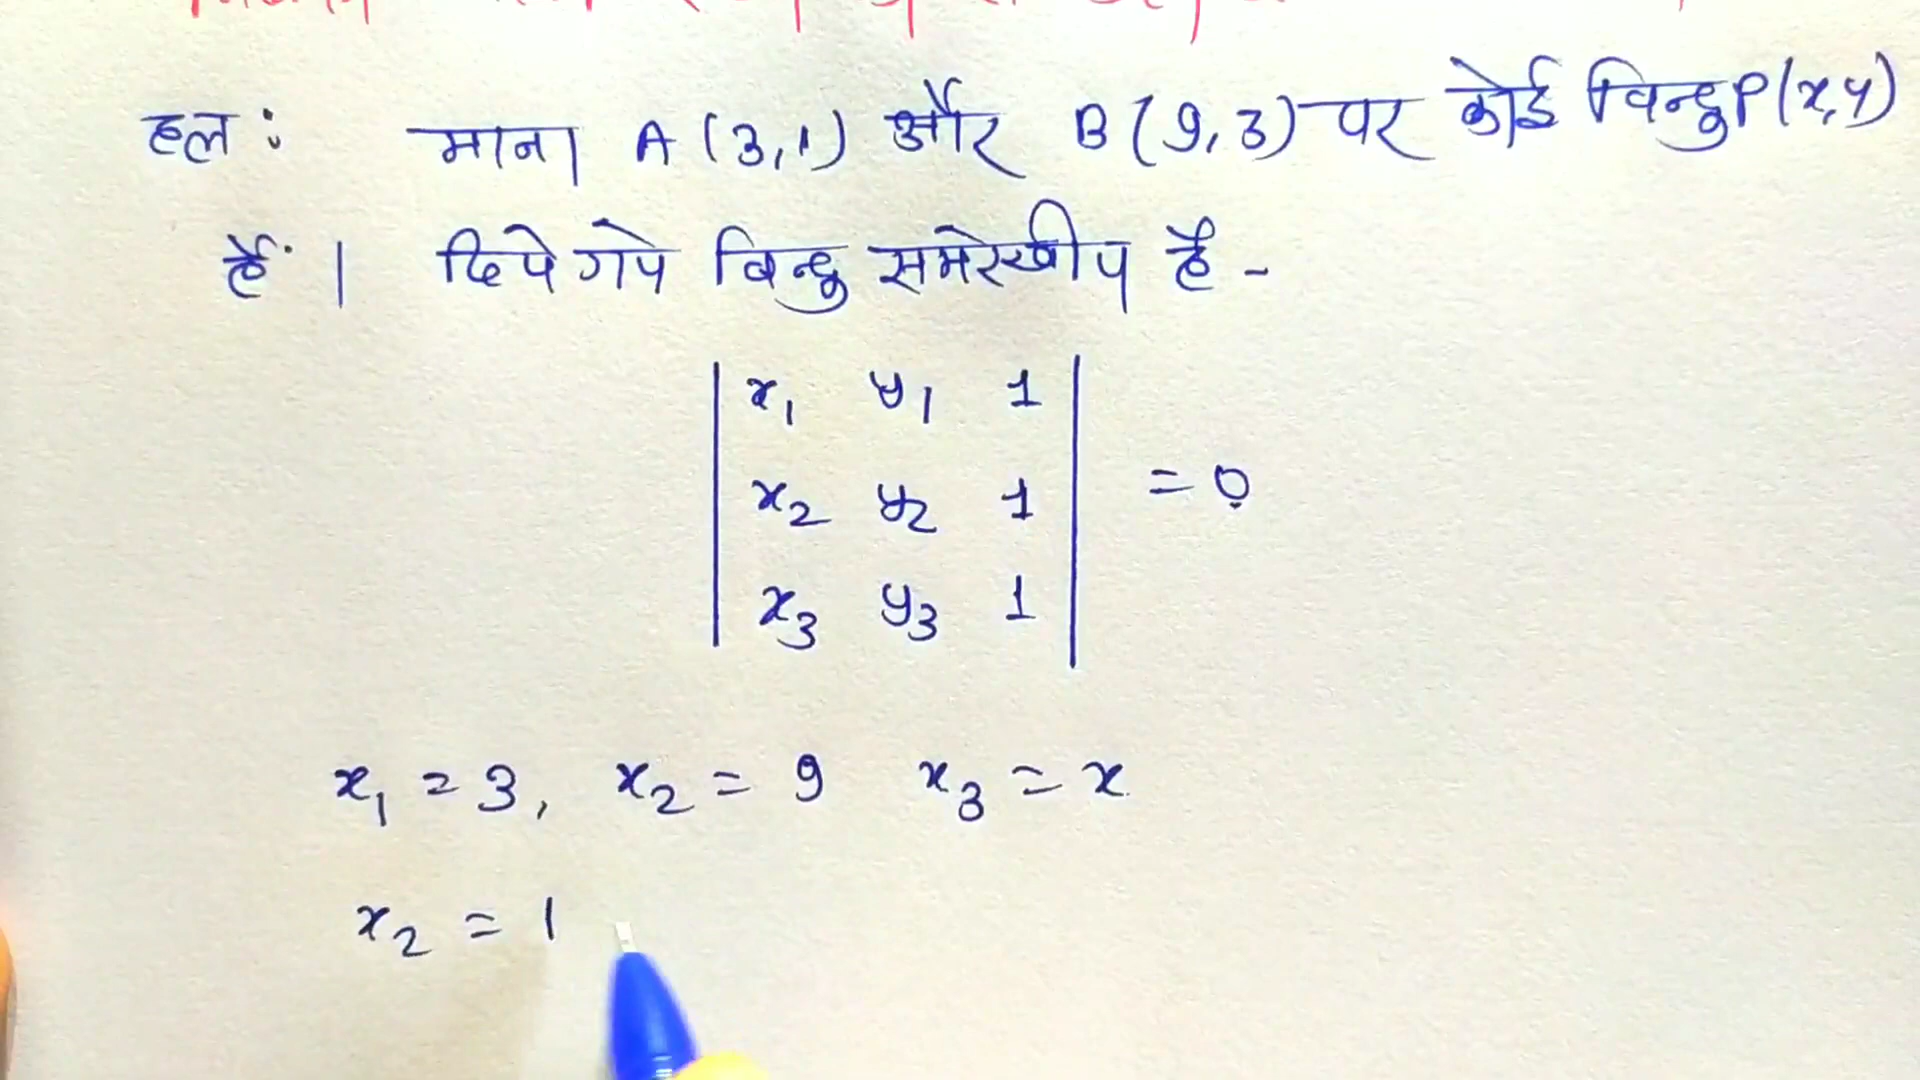 हल : माना A (3,1) और B (9,3) पर कोई बिन्दु P(x,y)
हैं । दिये गये बिन्दु समरेखीय है -
x₁ y₁ 1
x₂ y₂ 1 = 0
x₃ y₃ 1
x₁ = 3, x₂ = 9 x₃ = x
x₂ = 1